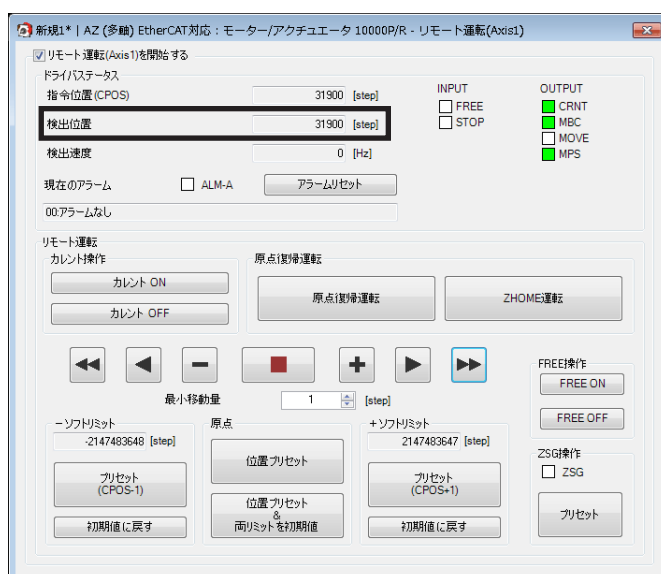 新規1* | AZ (多軸) EtherCAT対応：モーター/アクチュエータ 10000P/R - リモート運転(Axis1)
リモート運転(Axis1)を開始する
ドライバステータス
指令位置(CPOS) 31900 [step]
検出位置 31900 [step]
検出速度 0 [Hz]
INPUT
FREE
STOP
OUTPUT
CRNT
MBC
MOVE
MPS
現在のアラーム ALM-A アラームリセット
00:アラームなし
リモート運転
カレント操作
カレント ON
カレント OFF
原点復帰運転
原点復帰運転 ZHOME運転
最小移動量 1 [step]
FREE操作
FREE ON
FREE OFF
－ソフトリミット
-2147483648 [step]
プリセット
(CPOS-1)
初期値に戻す
原点
位置プリセット
位置プリセット
&
両リミットを初期値
＋ソフトリミット
2147483647 [step]
プリセット
(CPOS+1)
初期値に戻す
ZSG操作
ZSG
プリセット